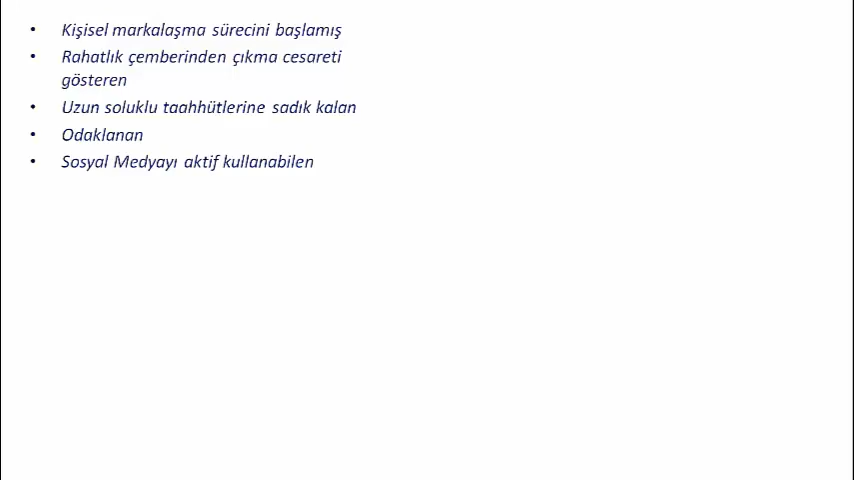 • Kişisel markalaşma sürecini başlamış
• Rahatlık çemberinden çıkma cesareti
gösteren
• Uzun soluklu taahhütlerine sadık kalan
• Odaklanan
• Sosyal Medyayı aktif kullanabilen